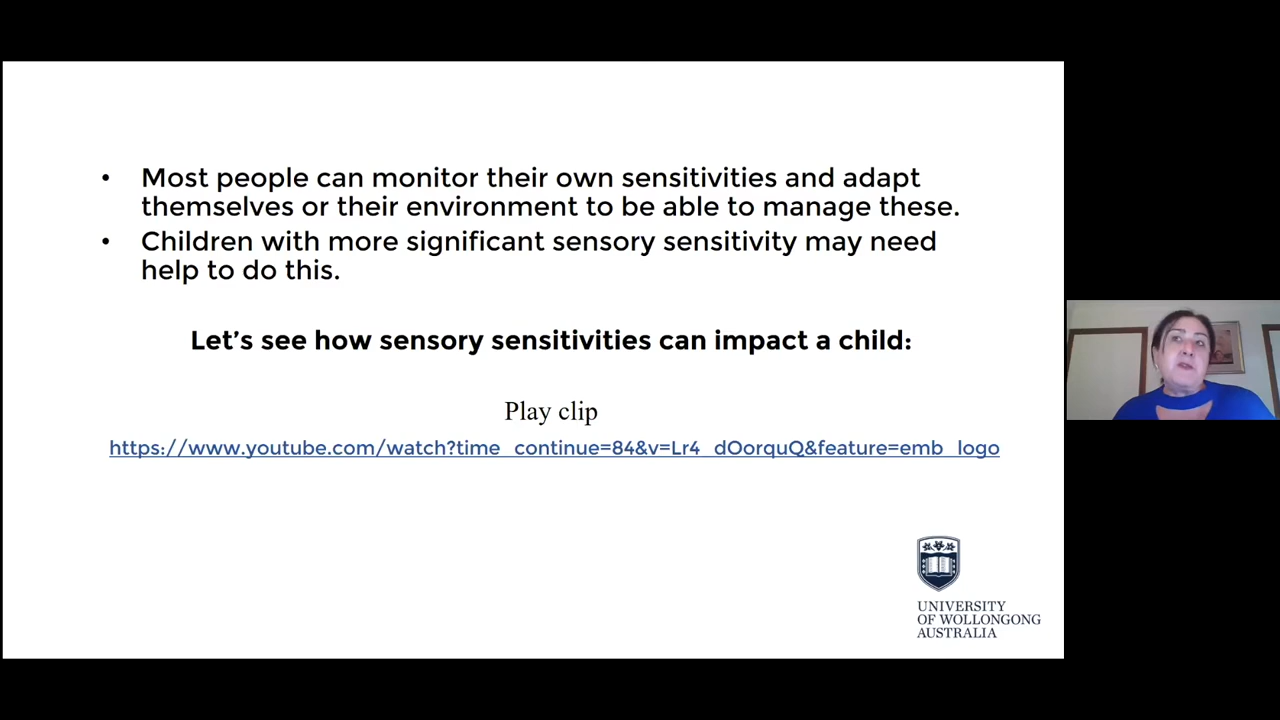 • Most people can monitor their own sensitivities and adapt
themselves or their environment to be able to manage these.
• Children with more significant sensory sensitivity may need
help to do this.
Let’s see how sensory sensitivities can impact a child:
Play clip
https://www.youtube.com/watch?time_continue=84&v=Lr4_dOorquQ&feature=emb_logo
UNIVERSITY
OF WOLLONGONG
AUSTRALIA